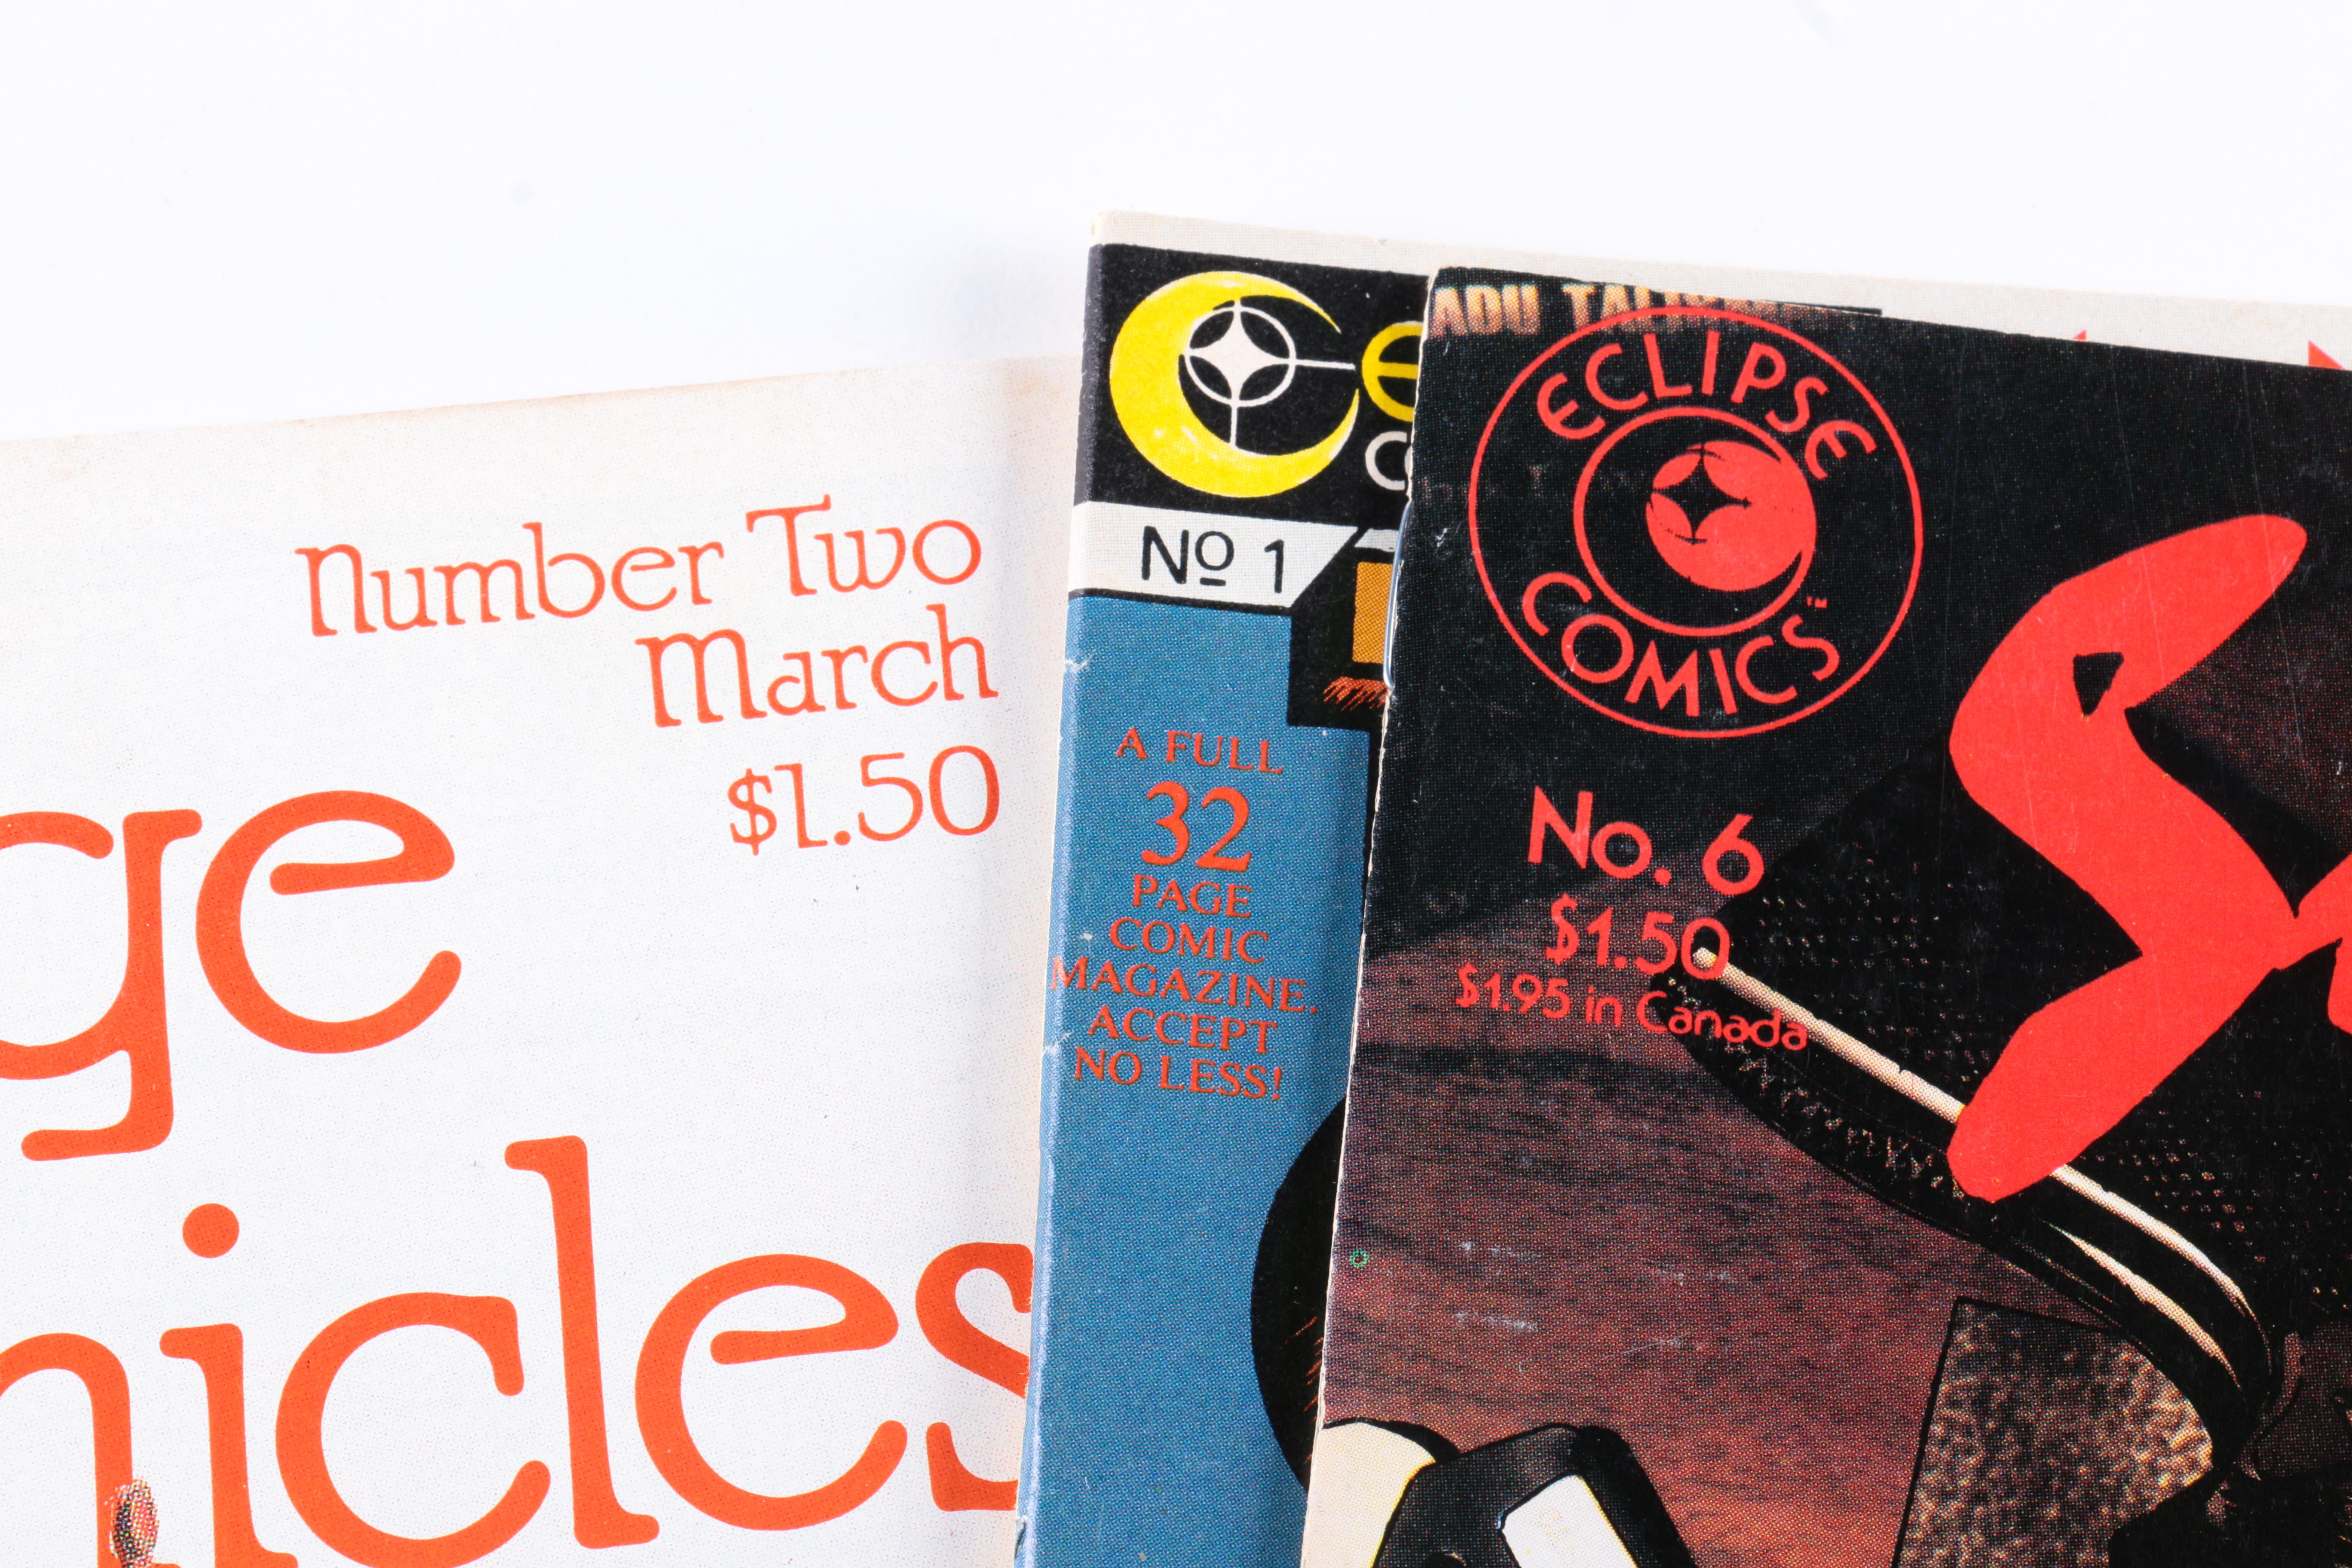 Number Two
March
$1.50
ge
nicles
Nº 1
A FULL
32
PAGE
COMIC
MAGAZINE.
ACCEPT
NO LESS!
ECLIPSE
COMICS™
No. 6
$1.50
$1.95 in Canada